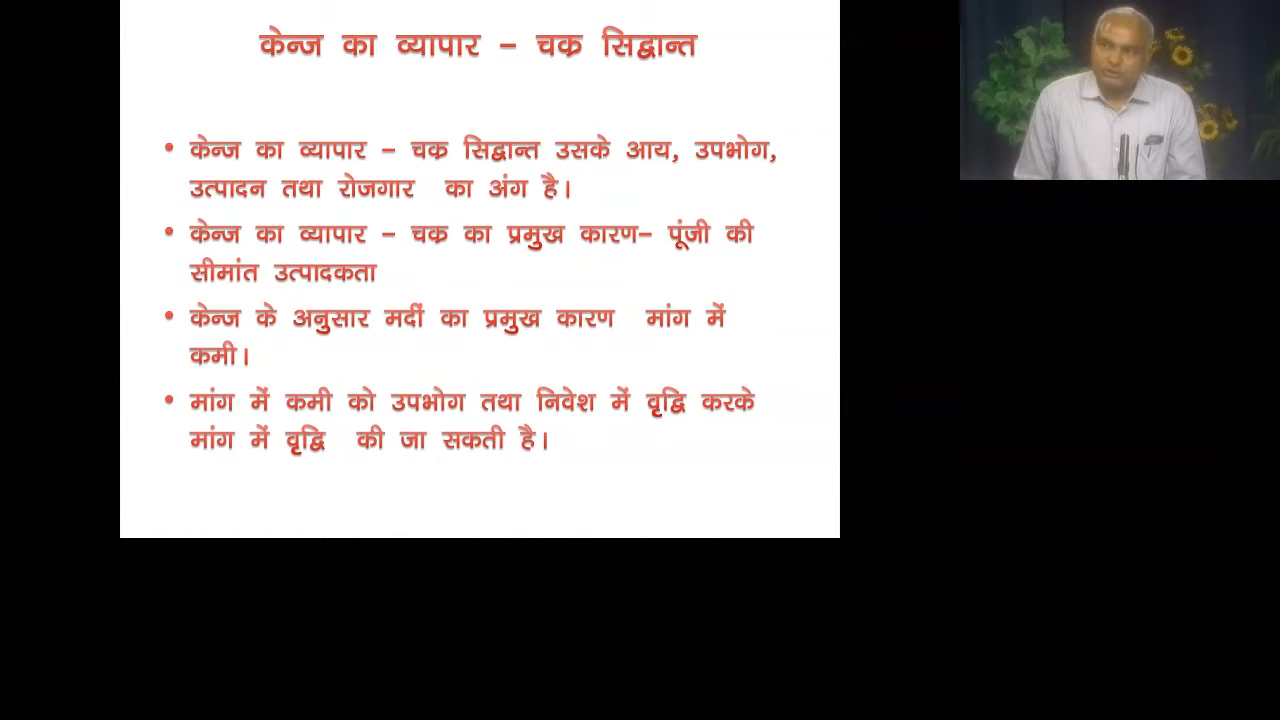 केन्ज का व्यापार – चक्र सिद्वान्त
• केन्ज का व्यापार – चक्र सिद्वान्त उसके आय, उपभोग,
उत्पादन तथा रोजगार का अंग है।
• केन्ज का व्यापार – चक्र का प्रमुख कारण– पूंजी की
सीमांत उत्पादकता
• केन्ज के अनुसार मदीं का प्रमुख कारण मांग में
कमी।
• मांग में कमी को उपभोग तथा निवेश में वृद्वि करके
मांग में वृद्वि की जा सकती है।